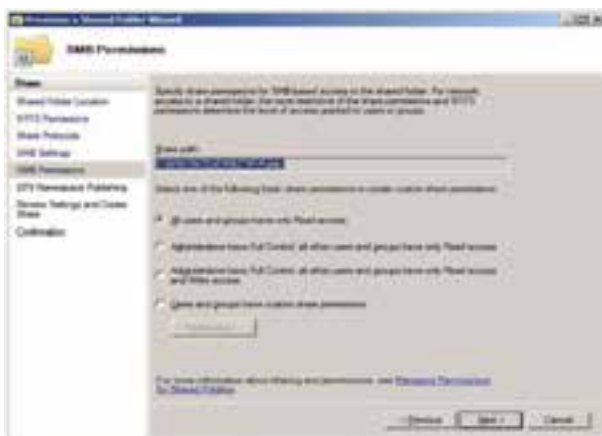 Provision a Shared Folder Wizard
SMB Permissions
Steps:
Shared Folder Location
NTFS Permissions
Share Protocols
SMB Settings
SMB Permissions
DFS Namespace Publishing
Review Settings and Create
Share
Confirmation
Specify share permissions for SMB-based access to the shared folder. For network
access to a shared folder, the more restrictive of the share permissions and NTFS
permissions determine the level of access granted to users or groups.
Share path:
Select one of the following basic share permissions or create custom share permissions.
All users and groups have only Read access.
Administrators have Full Control; all other users and groups have only Read access.
Administrators have Full Control; all other users and groups have only Read access
and Write access.
Users and groups have custom share permissions.
Permissions...
For more information about sharing and permissions, see Managing Permissions
for Shared Folders.
< Previous
Next >
Cancel